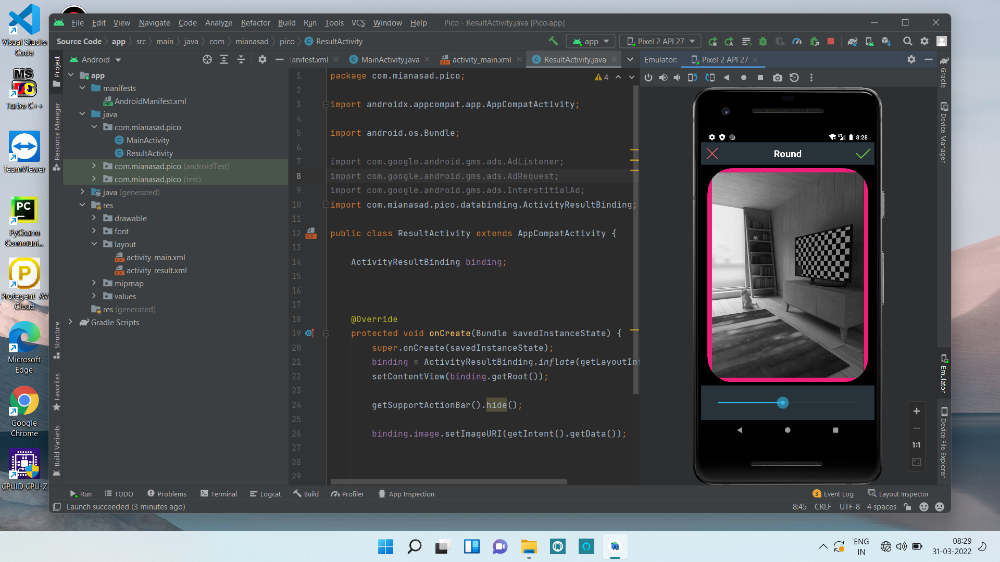 Visual Studio
Code
Turbo C++
TeamViewer
PyCharm
Communi...
Protegent AV
Cloud
Microsoft
Edge
Google
Chrome
CPUID CPU-Z
File Edit View Navigate Code Analyze Refactor Build Run Tools VCS Window Help Pico - ResultActivity.java [Pico.app]
Source Code app src main java com mianasad pico ResultActivity
app Pixel 2 API 27
Android
anifest.xml MainActivity.java activity_main.xml ResultActivity.java
Emulator: Pixel 2 API 27
Project
Resource Manager
Structure
Favorites
Build Variants
app
manifests
AndroidManifest.xml
java
com.mianasad.pico
MainActivity
ResultActivity
com.mianasad.pico (androidTest)
com.mianasad.pico (test)
java (generated)
res
drawable
font
layout
activity_main.xml
activity_result.xml
mipmap
values
res (generated)
Gradle Scripts
4
1 package com.mianasad.pico;
2
3 import androidx.appcompat.app.AppCompatActivity;
4
5 import android.os.Bundle;
6
7 import com.google.android.gms.ads.AdListener;
8 import com.google.android.gms.ads.AdRequest;
9 import com.google.android.gms.ads.InterstitialAd;
10 import com.mianasad.pico.databinding.ActivityResultBinding;
11
12 public class ResultActivity extends AppCompatActivity {
13
14 ActivityResultBinding binding;
15
16
17
18 @Override
19 protected void onCreate(Bundle savedInstanceState) {
20 super.onCreate(savedInstanceState);
21 binding = ActivityResultBinding.inflate(getLayoutInf
22 setContentView(binding.getRoot());
23
24 getSupportActionBar().hide();
25
26 binding.image.setImageURI(getIntent().getData());
27
28
29
LTE 8:28
Round
1:1
Gradle
Device Manager
Emulator
Device File Explorer
Run TODO Problems Terminal Logcat Build Profiler App Inspection
3 Event Log Layout Inspector
Launch succeeded (3 minutes ago)
8:45 CRLF UTF-8 4 spaces
ENG
IN
08:29
31-03-2022